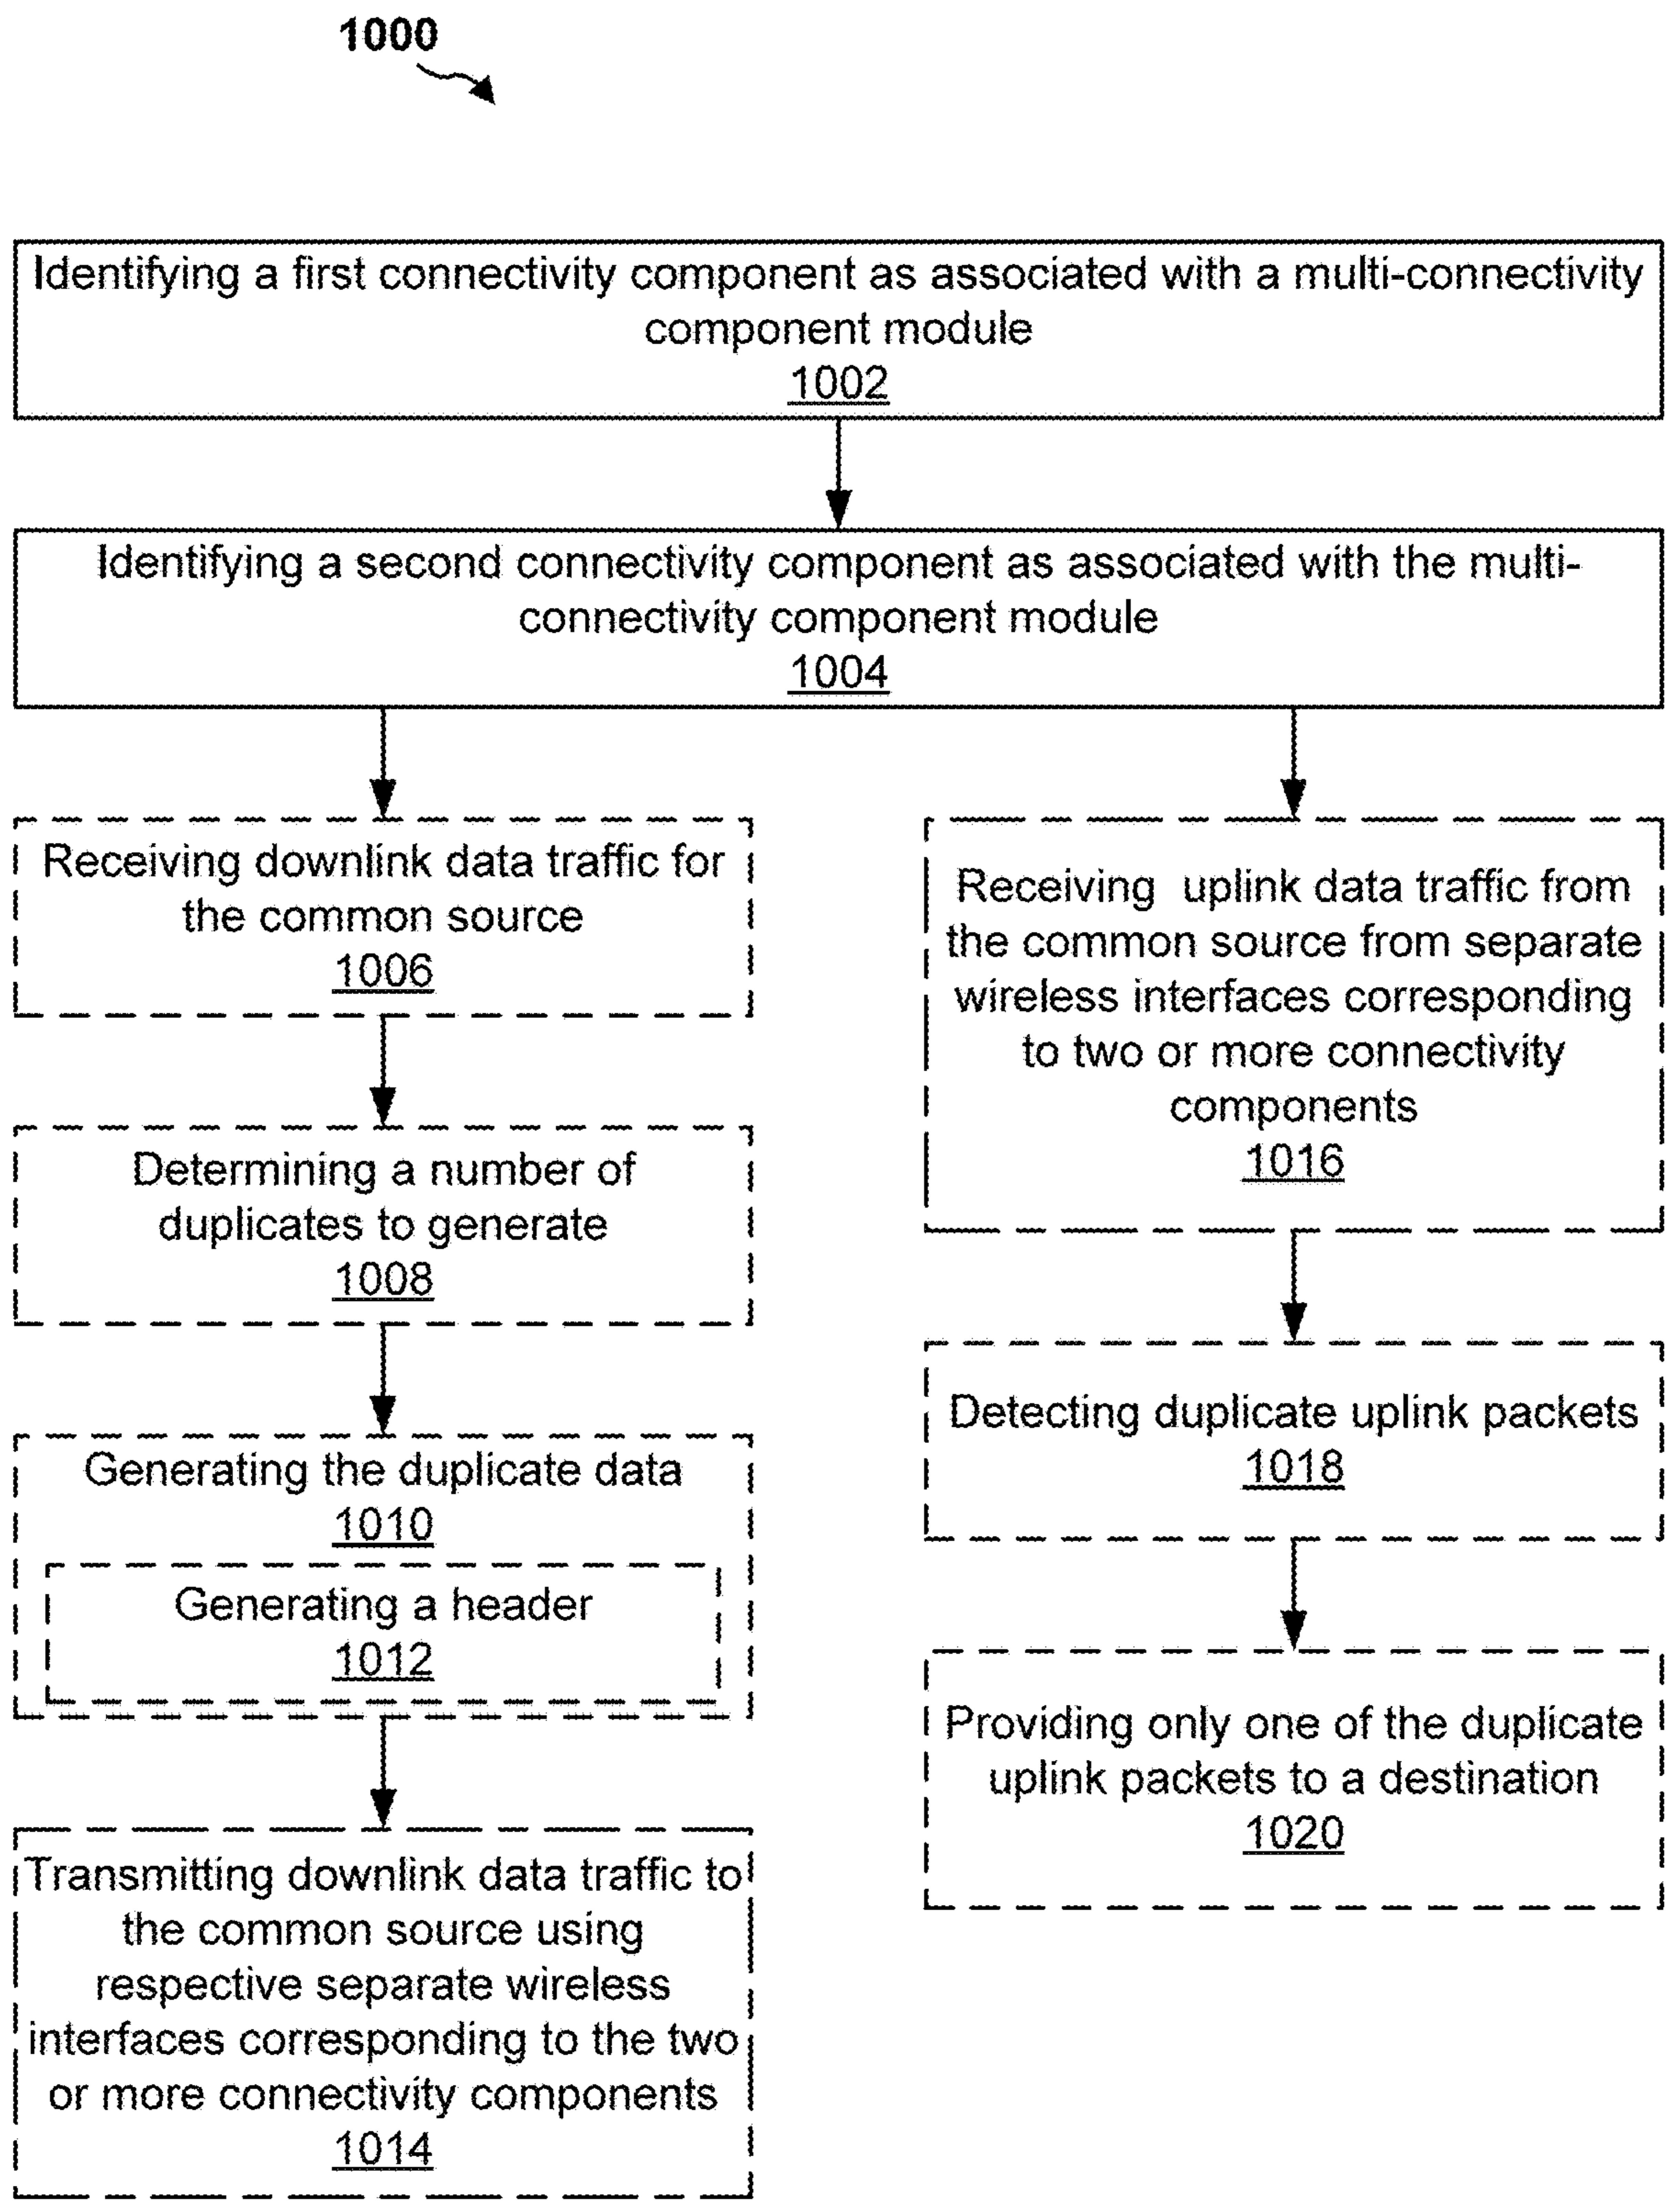 1000
Identifying a first connectivity component as associated with a multi-connectivity
component module
1002
Identifying a second connectivity component as associated with the multi-
connectivity component module
1004
Receiving downlink data traffic for
the common source
1006
Determining a number of
duplicates to generate
1008
Generating the duplicate data
1010
Generating a header
1012
Transmitting downlink data traffic to
the common source using
respective separate wireless
interfaces corresponding to the two
or more connectivity components
1014
Receiving uplink data traffic from
the common source from separate
wireless interfaces corresponding
to two or more connectivity
components
1016
Detecting duplicate uplink packets
1018
Providing only one of the duplicate
uplink packets to a destination
1020